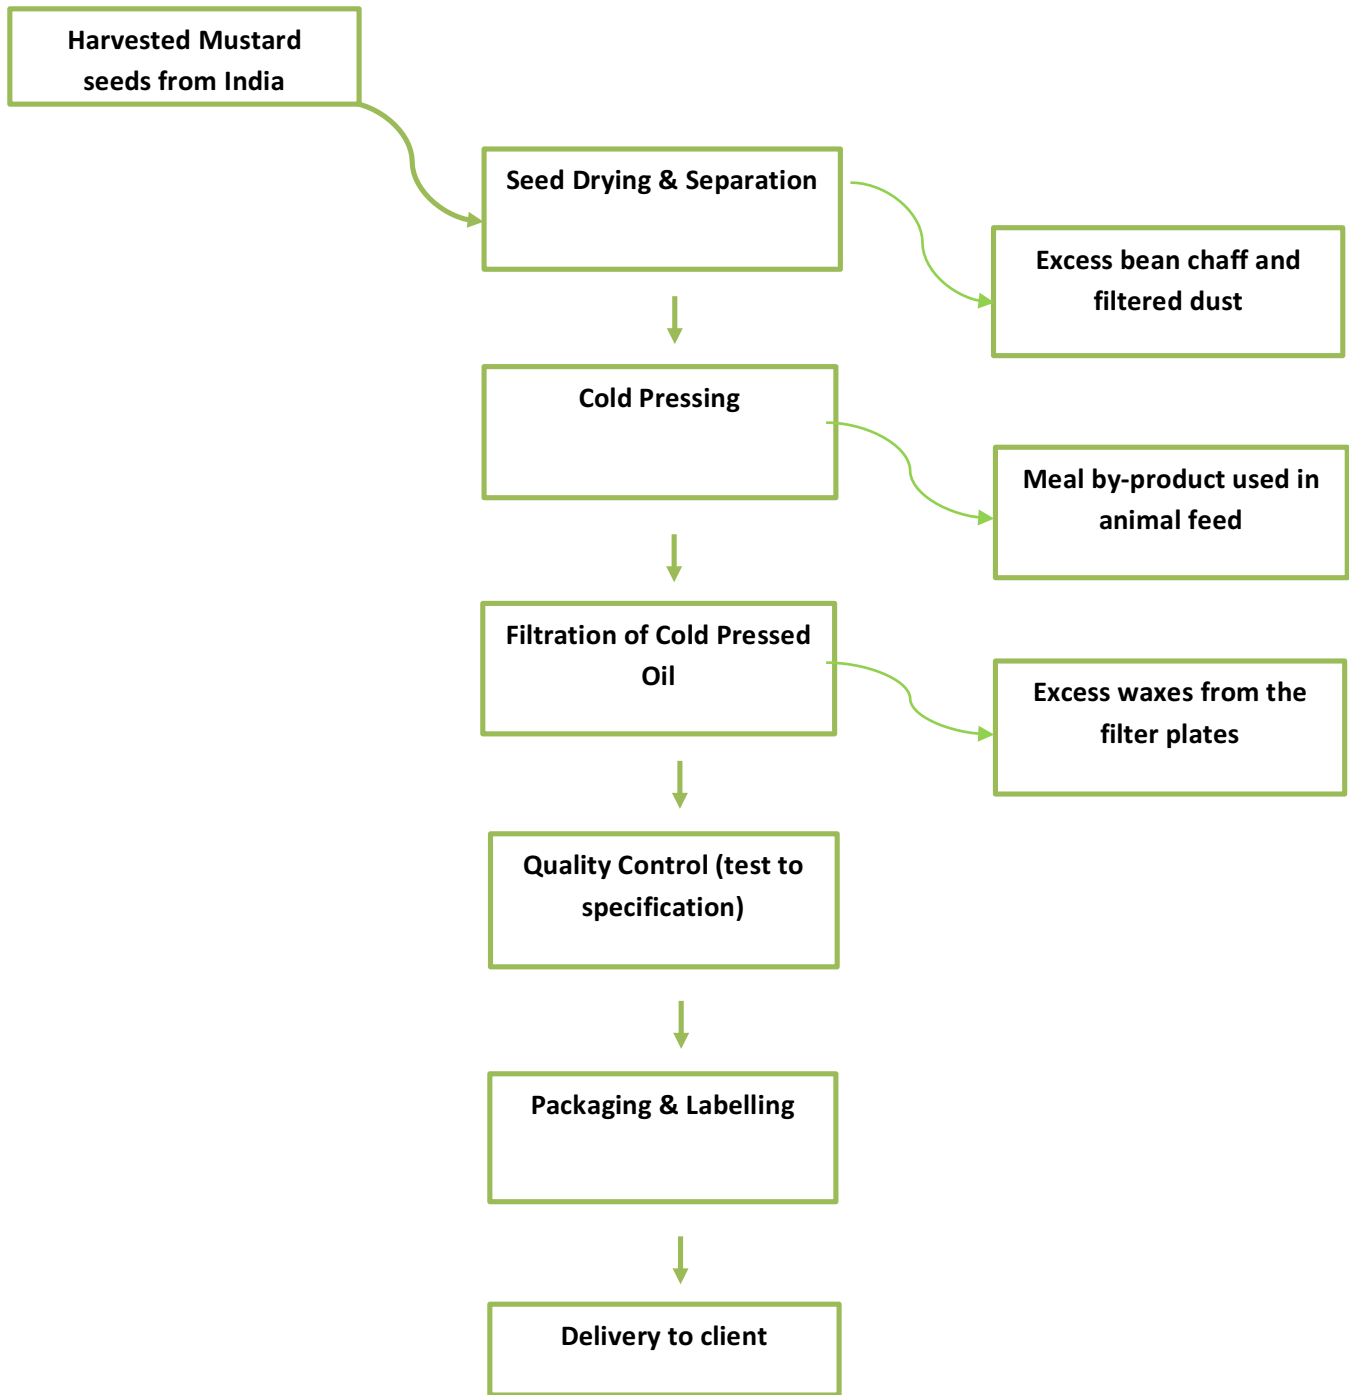 Harvested Mustard
seeds from India
Seed Drying & Separation
Excess bean chaff and
filtered dust
Cold Pressing
Meal by-product used in
animal feed
Filtration of Cold Pressed
Oil
Excess waxes from the
filter plates
Quality Control (test to
specification)
Packaging & Labelling
Delivery to client